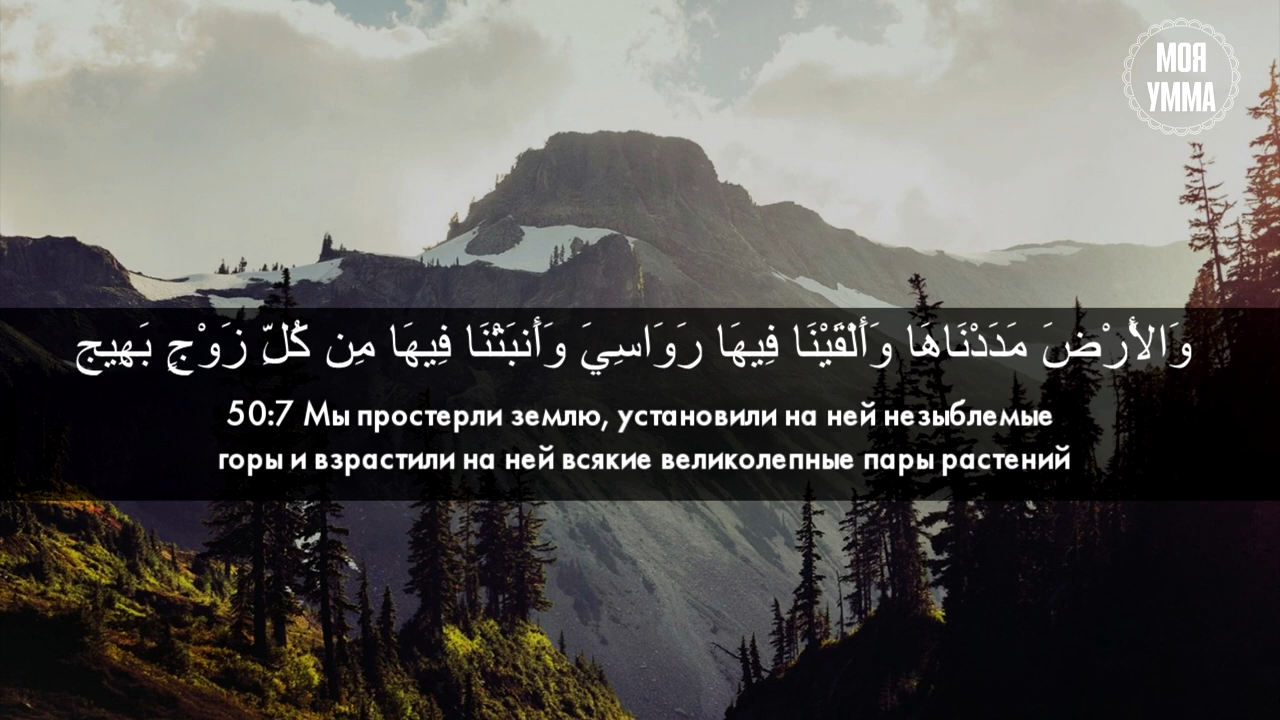 МОЯ
УММА
وَالأَرْضَ مَدَدْنَاهَا وَأَلْقَيْنَا فِيهَا رَوَاسِيَ وَأَنبَتْنَا فِيهَا مِن كُلِّ زَوْجٍ بَهِيج
50:7 Мы простерли землю, установили на ней незыблемые
горы и взрастили на ней всякие великолепные пары растений